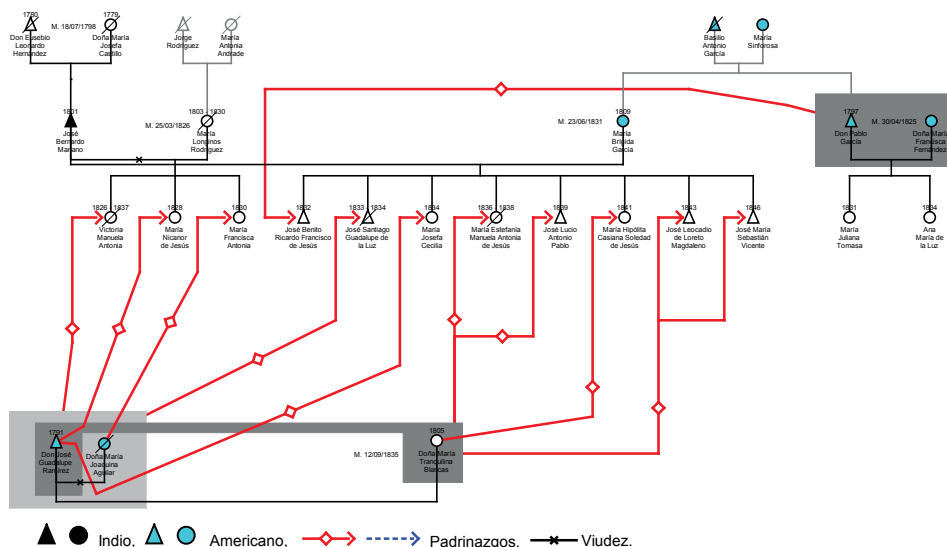 1780
1779
M. 18/07/1798
Don Eusebio
Leonardo
Hernández
Doña María
Josefa
Castillo
Jorge
Rodríguez
María
Antonia
Andrade
Basilio
Antonio
García
María
Sinforosa
1801
José
Bernardo
Mariano
M. 25/03/1826
1803 - 1830
María
Longinos
Rodríguez
M. 23/06/1831
1809
María
Brígida
García
1797
Don Pablo
García
M. 30/04/1825
Doña María
Francisca
Fernández
1826 - 1837
Victoria
Manuela
Antonia
1828
María
Nicanor
de Jesús
1830
María
Francisca
Antonia
1832
José Benito
Ricardo Francisco
de Jesús
1833 - 1834
José Santiago
Guadalupe de
la Luz
1834
María
Josefa
Cecilia
1836 - 1838
María Estefanía
Manuela Antonia
de Jesús
1839
José Lucio
Antonio
Pablo
1841
María Hipólita
Casiana Soledad
de Jesús
1843
José Leocadio
de Loreto
Magdaleno
1846
José María
Sebastián
Vicente
1831
María
Juliana
Tomasa
1834
Ana
María de
la Luz
1791
Don José
Guadalupe
Ramírez
Doña María
Joaquina
Aguilar
M. 12/09/1835
1805
Doña María
Tranquilina
Blancas
Indio, Americano, Padrinazgos, Viudez.